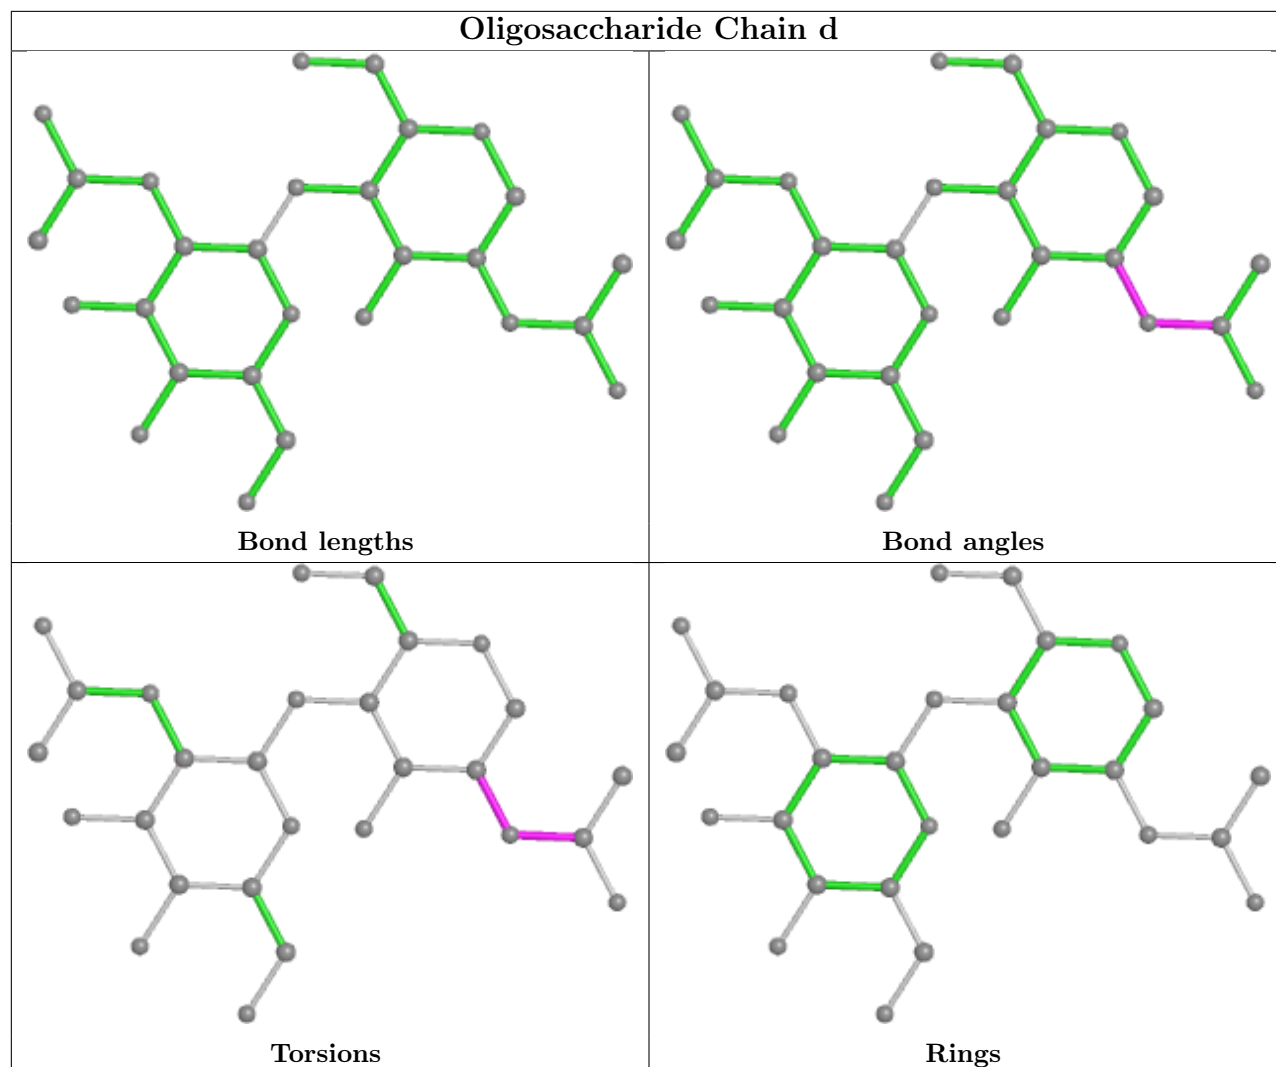 Oligosaccharide Chain d
Bond lengths
Bond angles
Torsions
Rings